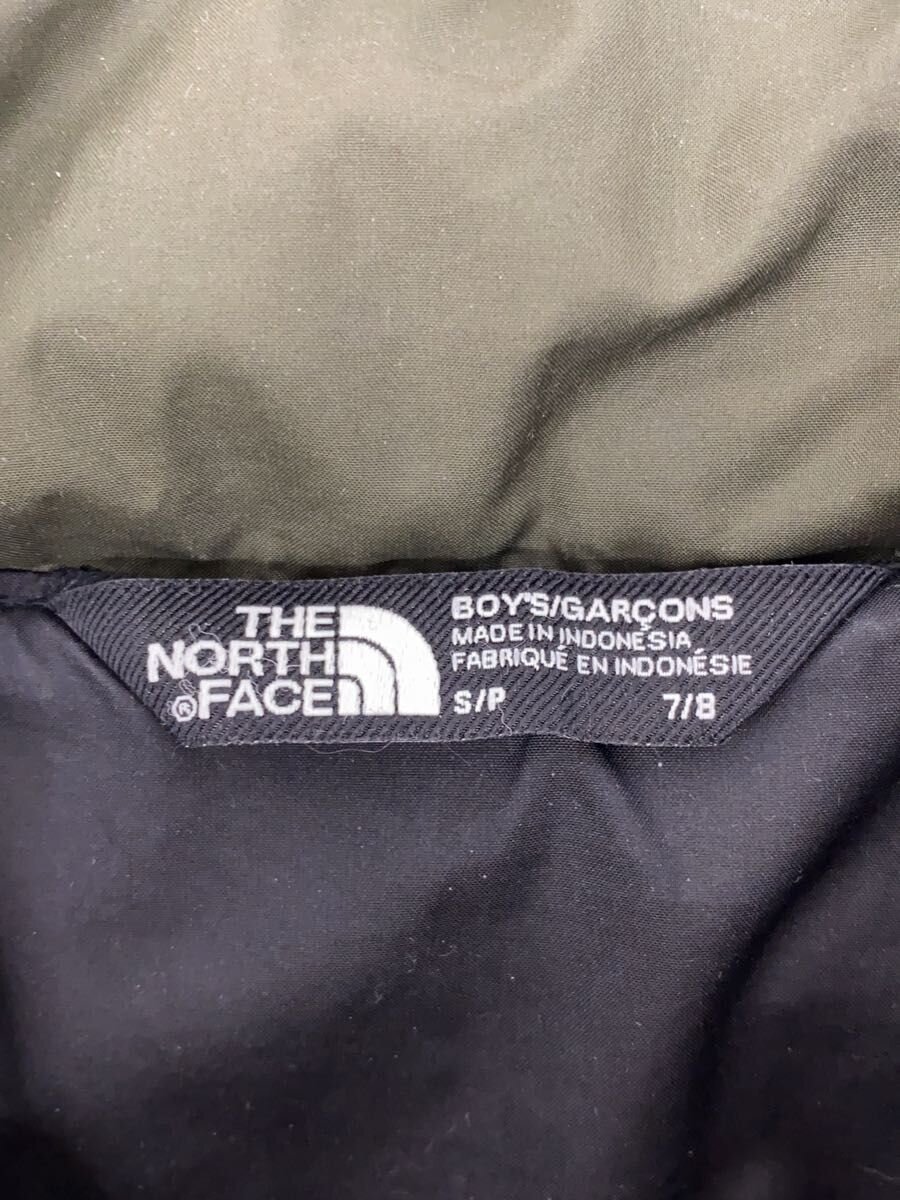 THE
NORTH
®FACE
BOY'S/GARÇONS
MADE IN INDONESIA
FABRIQUÉ EN INDONÉSIE
S/P 7/8